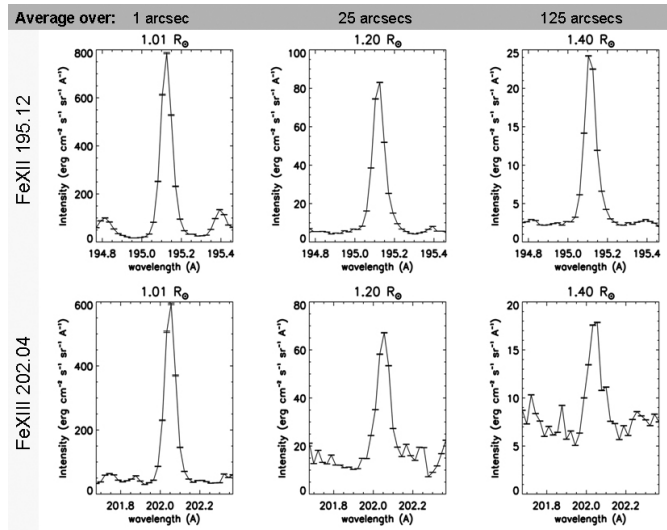 Average over: 1 arcsec 25 arcsecs 125 arcsecs
FeXII 195.12
1.01 R⊙
Intensity (erg cm⁻² s⁻¹ sr⁻¹ A⁻¹)
800
600
400
200
0
194.8 195.0 195.2 195.4
wavelength (A)
1.20 R⊙
Intensity (erg cm⁻² s⁻¹ sr⁻¹ A⁻¹)
100
80
60
40
20
0
194.8 195.0 195.2 195.4
wavelength (A)
1.40 R⊙
Intensity (erg cm⁻² s⁻¹ sr⁻¹ A⁻¹)
25
20
15
10
5
0
194.8 195.0 195.2 195.4
wavelength (A)
FeXIII 202.04
1.01 R⊙
Intensity (erg cm⁻² s⁻¹ sr⁻¹ A⁻¹)
600
400
200
0
201.8 202.0 202.2
wavelength (A)
1.20 R⊙
Intensity (erg cm⁻² s⁻¹ sr⁻¹ A⁻¹)
80
60
40
20
0
201.8 202.0 202.2
wavelength (A)
1.40 R⊙
Intensity (erg cm⁻² s⁻¹ sr⁻¹ A⁻¹)
20
15
10
5
0
201.8 202.0 202.2
wavelength (A)